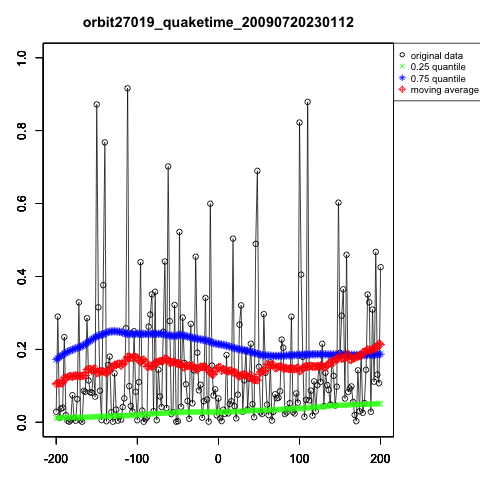 orbit27019_quaketime_20090720230112
original data
0.25 quantile
0.75 quantile
moving average
1.0
0.8
0.6
0.4
0.2
0.0
-200 -100 0 100 200